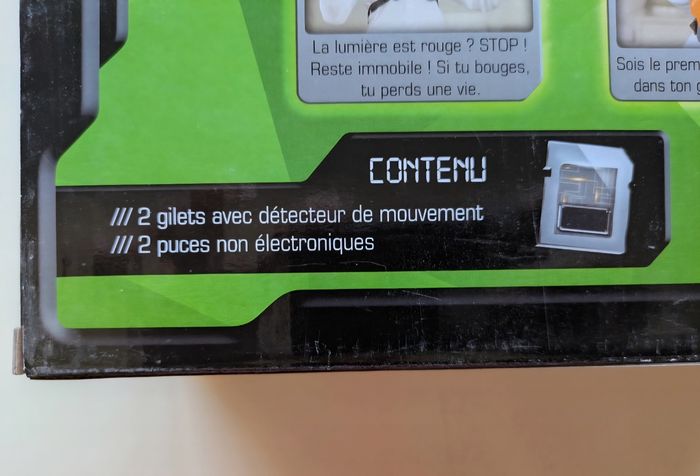 La lumière est rouge ? STOP !
Reste immobile ! Si tu bouges,
tu perds une vie.
Sois le prem
dans ton
CONTENU
/// 2 gilets avec détecteur de mouvement
/// 2 puces non électroniques